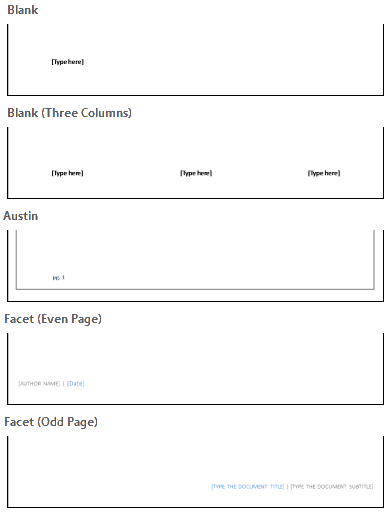 Blank
[Type here]
Blank (Three Columns)
[Type here] [Type here] [Type here]
Austin
pg. 1
Facet (Even Page)
[AUTHOR NAME] | [Date]
Facet (Odd Page)
[TYPE THE DOCUMENT TITLE] | [TYPE THE DOCUMENT SUBTITLE]